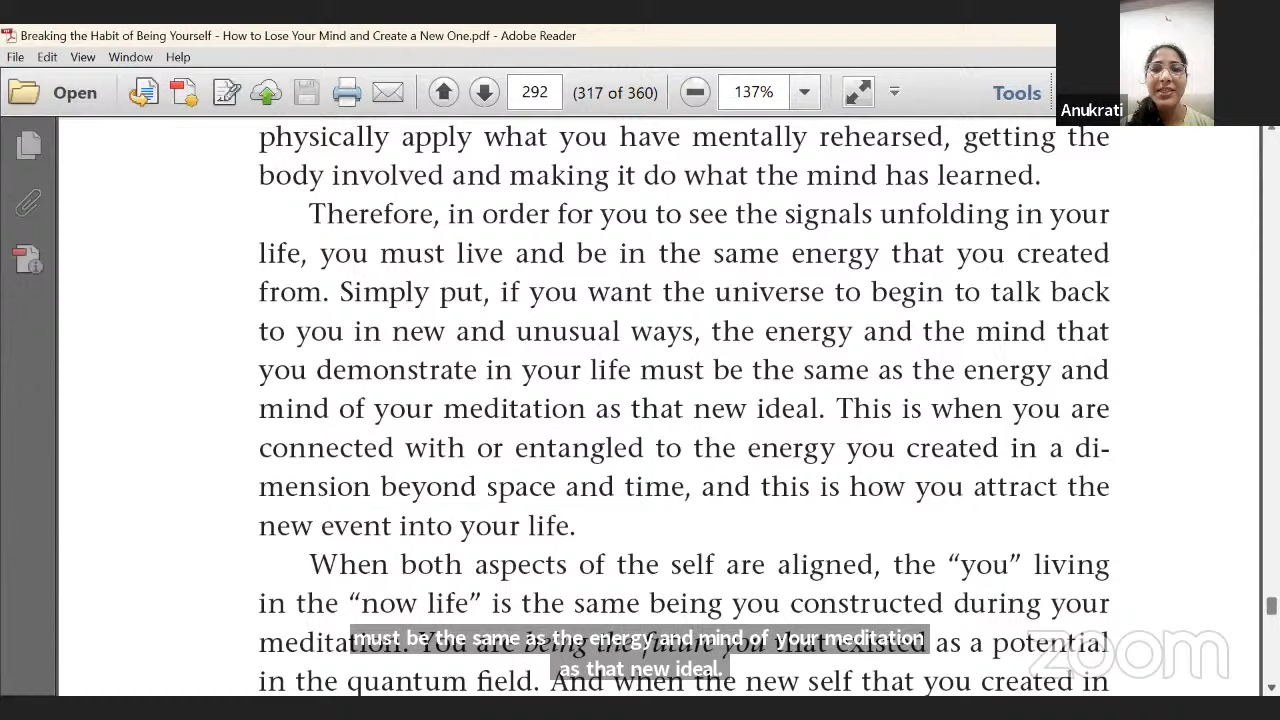 Breaking the Habit of Being Yourself - How to Lose Your Mind and Create a New One.pdf - Adobe Reader
File Edit View Window Help
Open 292 (317 of 360) 137% Tools
Anukrati
physically apply what you have mentally rehearsed, getting the
body involved and making it do what the mind has learned.
Therefore, in order for you to see the signals unfolding in your
life, you must live and be in the same energy that you created
from. Simply put, if you want the universe to begin to talk back
to you in new and unusual ways, the energy and the mind that
you demonstrate in your life must be the same as the energy and
mind of your meditation as that new ideal. This is when you are
connected with or entangled to the energy you created in a di-
mension beyond space and time, and this is how you attract the
new event into your life.
When both aspects of the self are aligned, the “you” living
in the “now life” is the same being you constructed during your
meditation. You are being the future you that existed as a potential
in the quantum field. And when the new self that you created in
must be the same as the energy and mind of your meditation
as that new ideal.
zoom